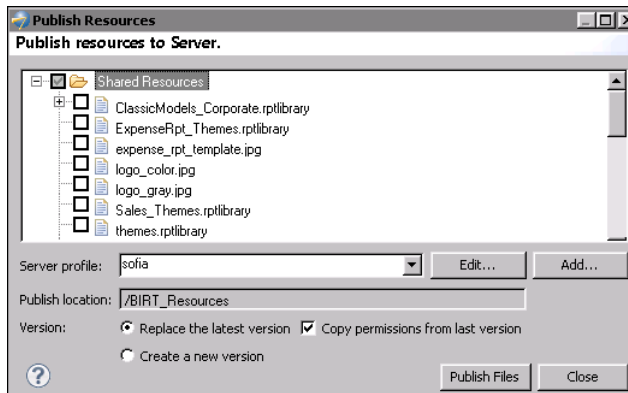 Publish Resources
Publish resources to Server.
Shared Resources
ClassicModels_Corporate.rptlibrary
ExpenseRpt_Themes.rptlibrary
expense_rpt_template.jpg
logo_color.jpg
logo_gray.jpg
Sales_Themes.rptlibrary
themes.rptlibrary
Server profile: sofia Edit... Add...
Publish location: /BIRT_Resources
Version: Replace the latest version Copy permissions from last version
Create a new version
? Publish Files Close